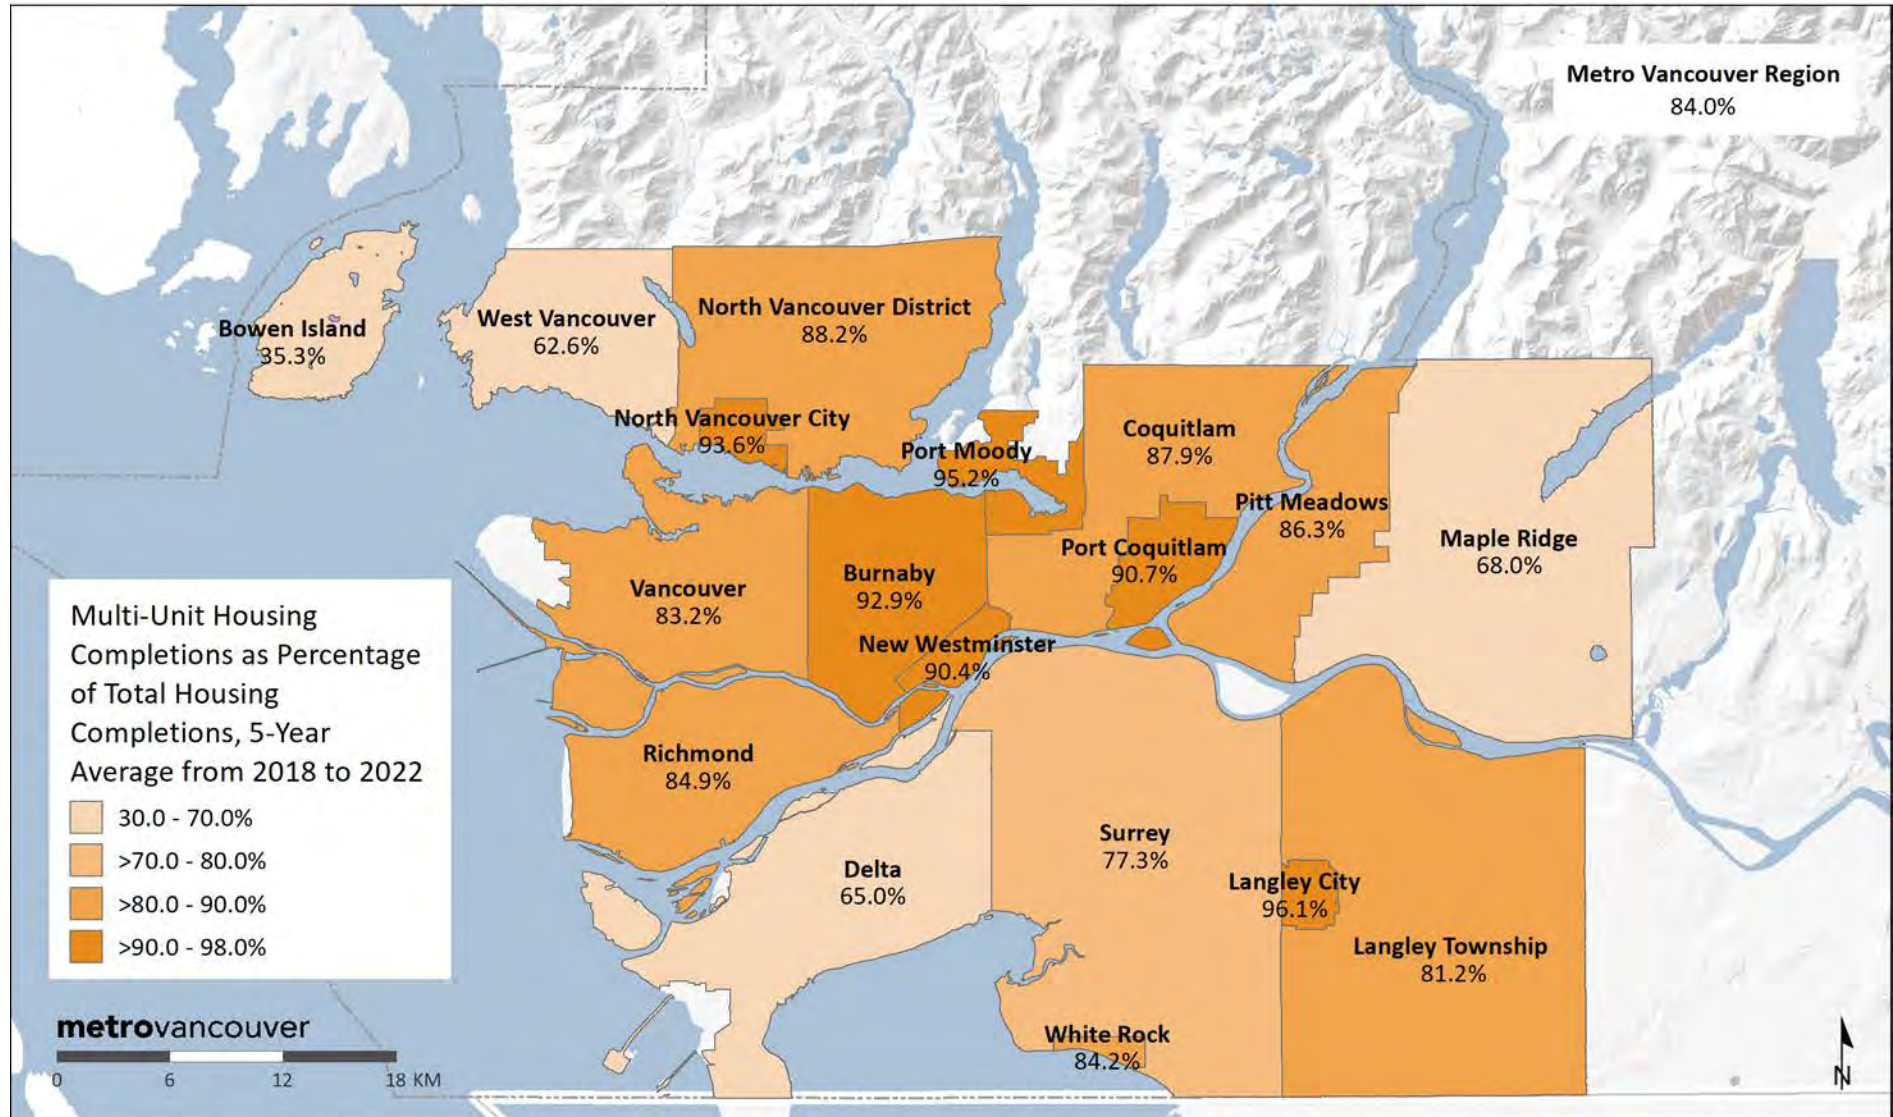 Metro Vancouver Region
84.0%
Bowen Island
35.3%
West Vancouver
62.6%
North Vancouver District
88.2%
North Vancouver City
93.6%
Port Moody
95.2%
Coquitlam
87.9%
Pitt Meadows
86.3%
Maple Ridge
68.0%
Port Coquitlam
90.7%
Vancouver
83.2%
Burnaby
92.9%
New Westminster
90.4%
Richmond
84.9%
Delta
65.0%
Surrey
77.3%
Langley City
96.1%
Langley Township
81.2%
White Rock
84.2%
Multi-Unit Housing
Completions as Percentage
of Total Housing
Completions, 5-Year
Average from 2018 to 2022
30.0 - 70.0%
>70.0 - 80.0%
>80.0 - 90.0%
>90.0 - 98.0%
metrovancouver
0 6 12 18 KM
N